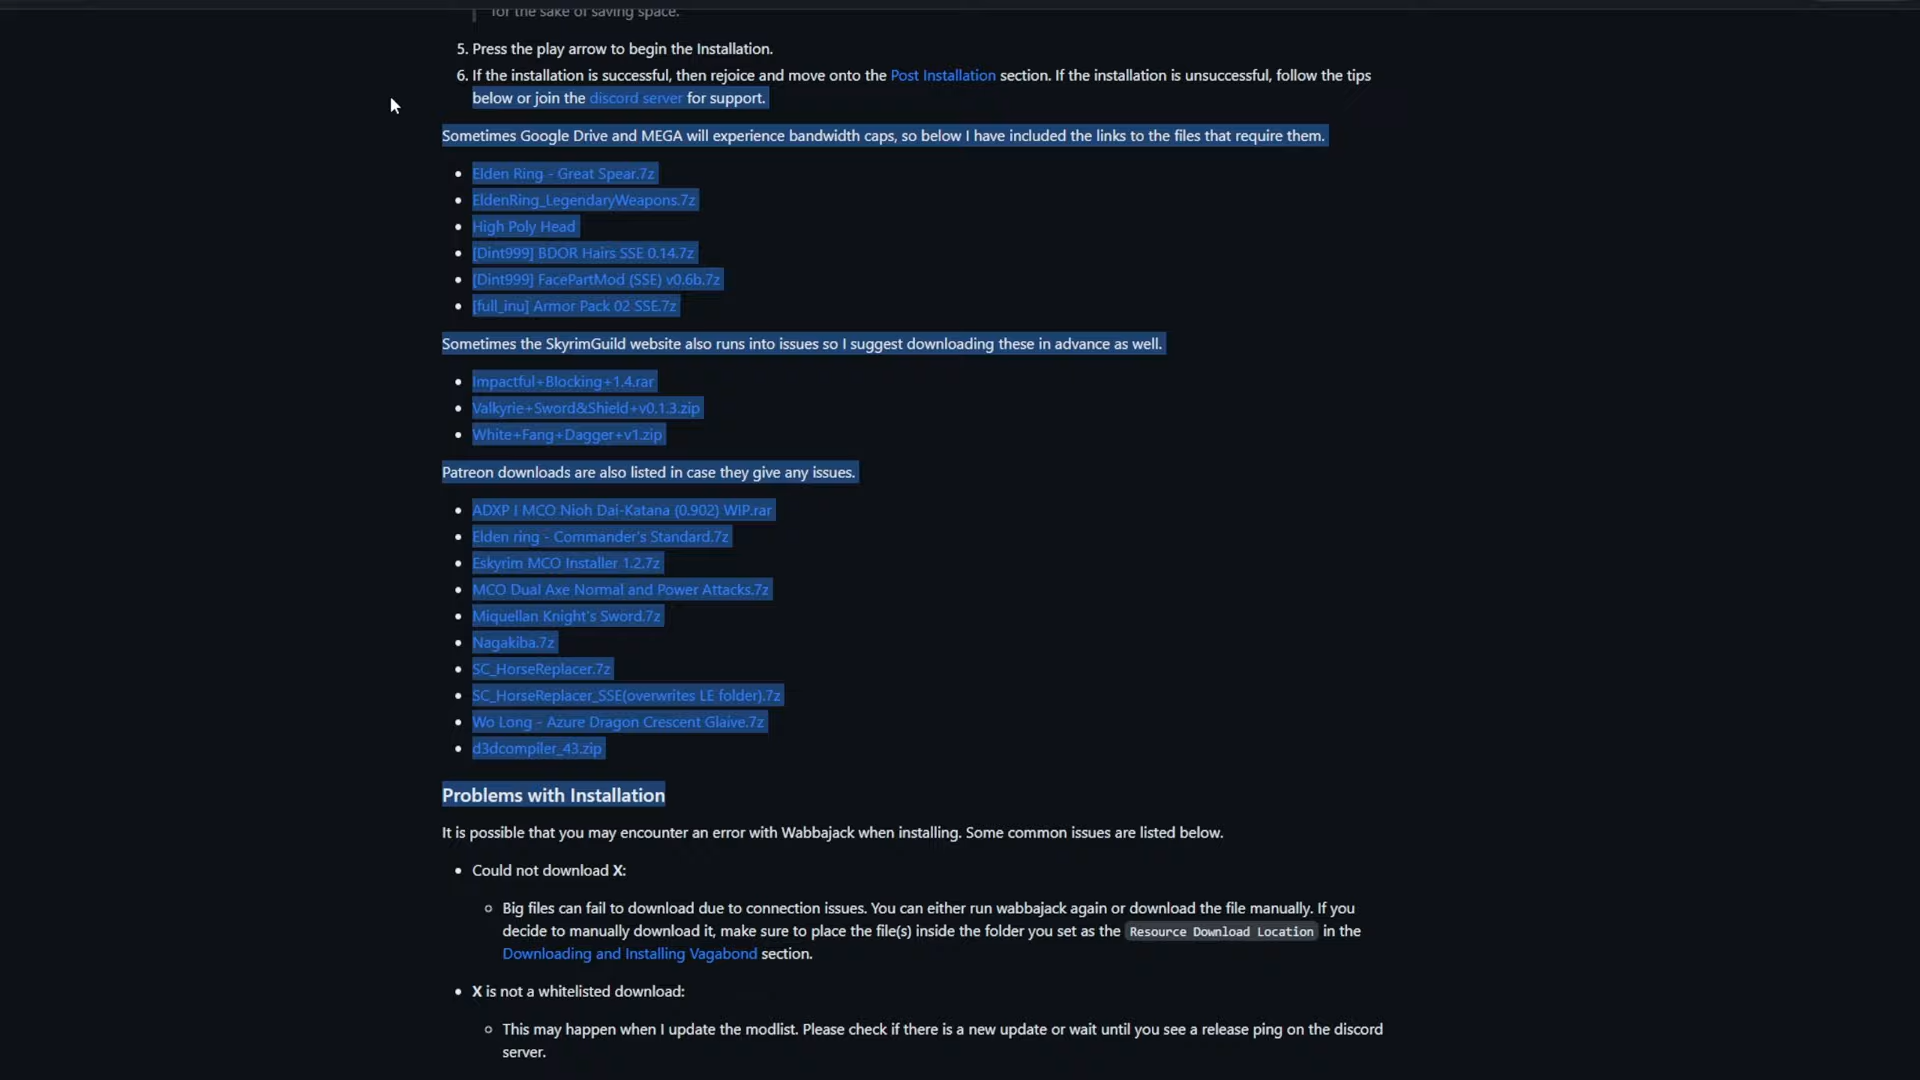 for the sake of saving space.
5. Press the play arrow to begin the Installation.
6. If the installation is successful, then rejoice and move onto the Post Installation section. If the installation is unsuccessful, follow the tips
below or join the discord server for support.
Sometimes Google Drive and MEGA will experience bandwidth caps, so below I have included the links to the files that require them.
Elden Ring - Great Spear.7z
EldenRing_LegendaryWeapons.7z
High Poly Head
[Dint999] BDOR Hairs SSE 0.14.7z
[Dint999] FacePartMod (SSE) v0.6b.7z
[full_inu] Armor Pack 02 SSE.7z
Sometimes the SkyrimGuild website also runs into issues so I suggest downloading these in advance as well.
Impactful+Blocking+1.4.rar
Valkyrie+Sword&Shield+v0.1.3.zip
White+Fang+Dagger+v1.zip
Patreon downloads are also listed in case they give any issues.
ADXP I MCO Nioh Dai-Katana (0.902) WIP.rar
Elden ring - Commander's Standard.7z
Eskyrim MCO Installer 1.2.7z
MCO Dual Axe Normal and Power Attacks.7z
Miquellan Knight's Sword.7z
Nagakiba.7z
SC_HorseReplacer.7z
SC_HorseReplacer_SSE(overwrites LE folder).7z
Wo Long - Azure Dragon Crescent Glaive.7z
d3dcompiler_43.zip
Problems with Installation
It is possible that you may encounter an error with Wabbajack when installing. Some common issues are listed below.
Could not download X:
Big files can fail to download due to connection issues. You can either run wabbajack again or download the file manually. If you
decide to manually download it, make sure to place the file(s) inside the folder you set as the Resource Download Location in the
Downloading and Installing Vagabond section.
X is not a whitelisted download:
This may happen when I update the modlist. Please check if there is a new update or wait until you see a release ping on the discord
server.